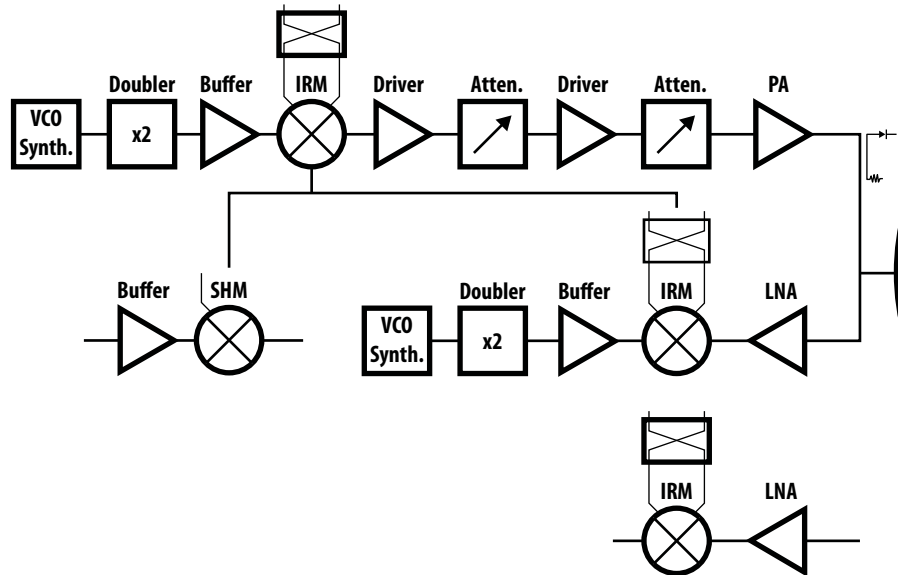 IRM
Doubler
Buffer
Driver
Atten.
Driver
Atten.
PA
VCO
Synth.
x2
Buffer
SHM
Doubler
Buffer
IRM
LNA
VCO
Synth.
x2
IRM
LNA